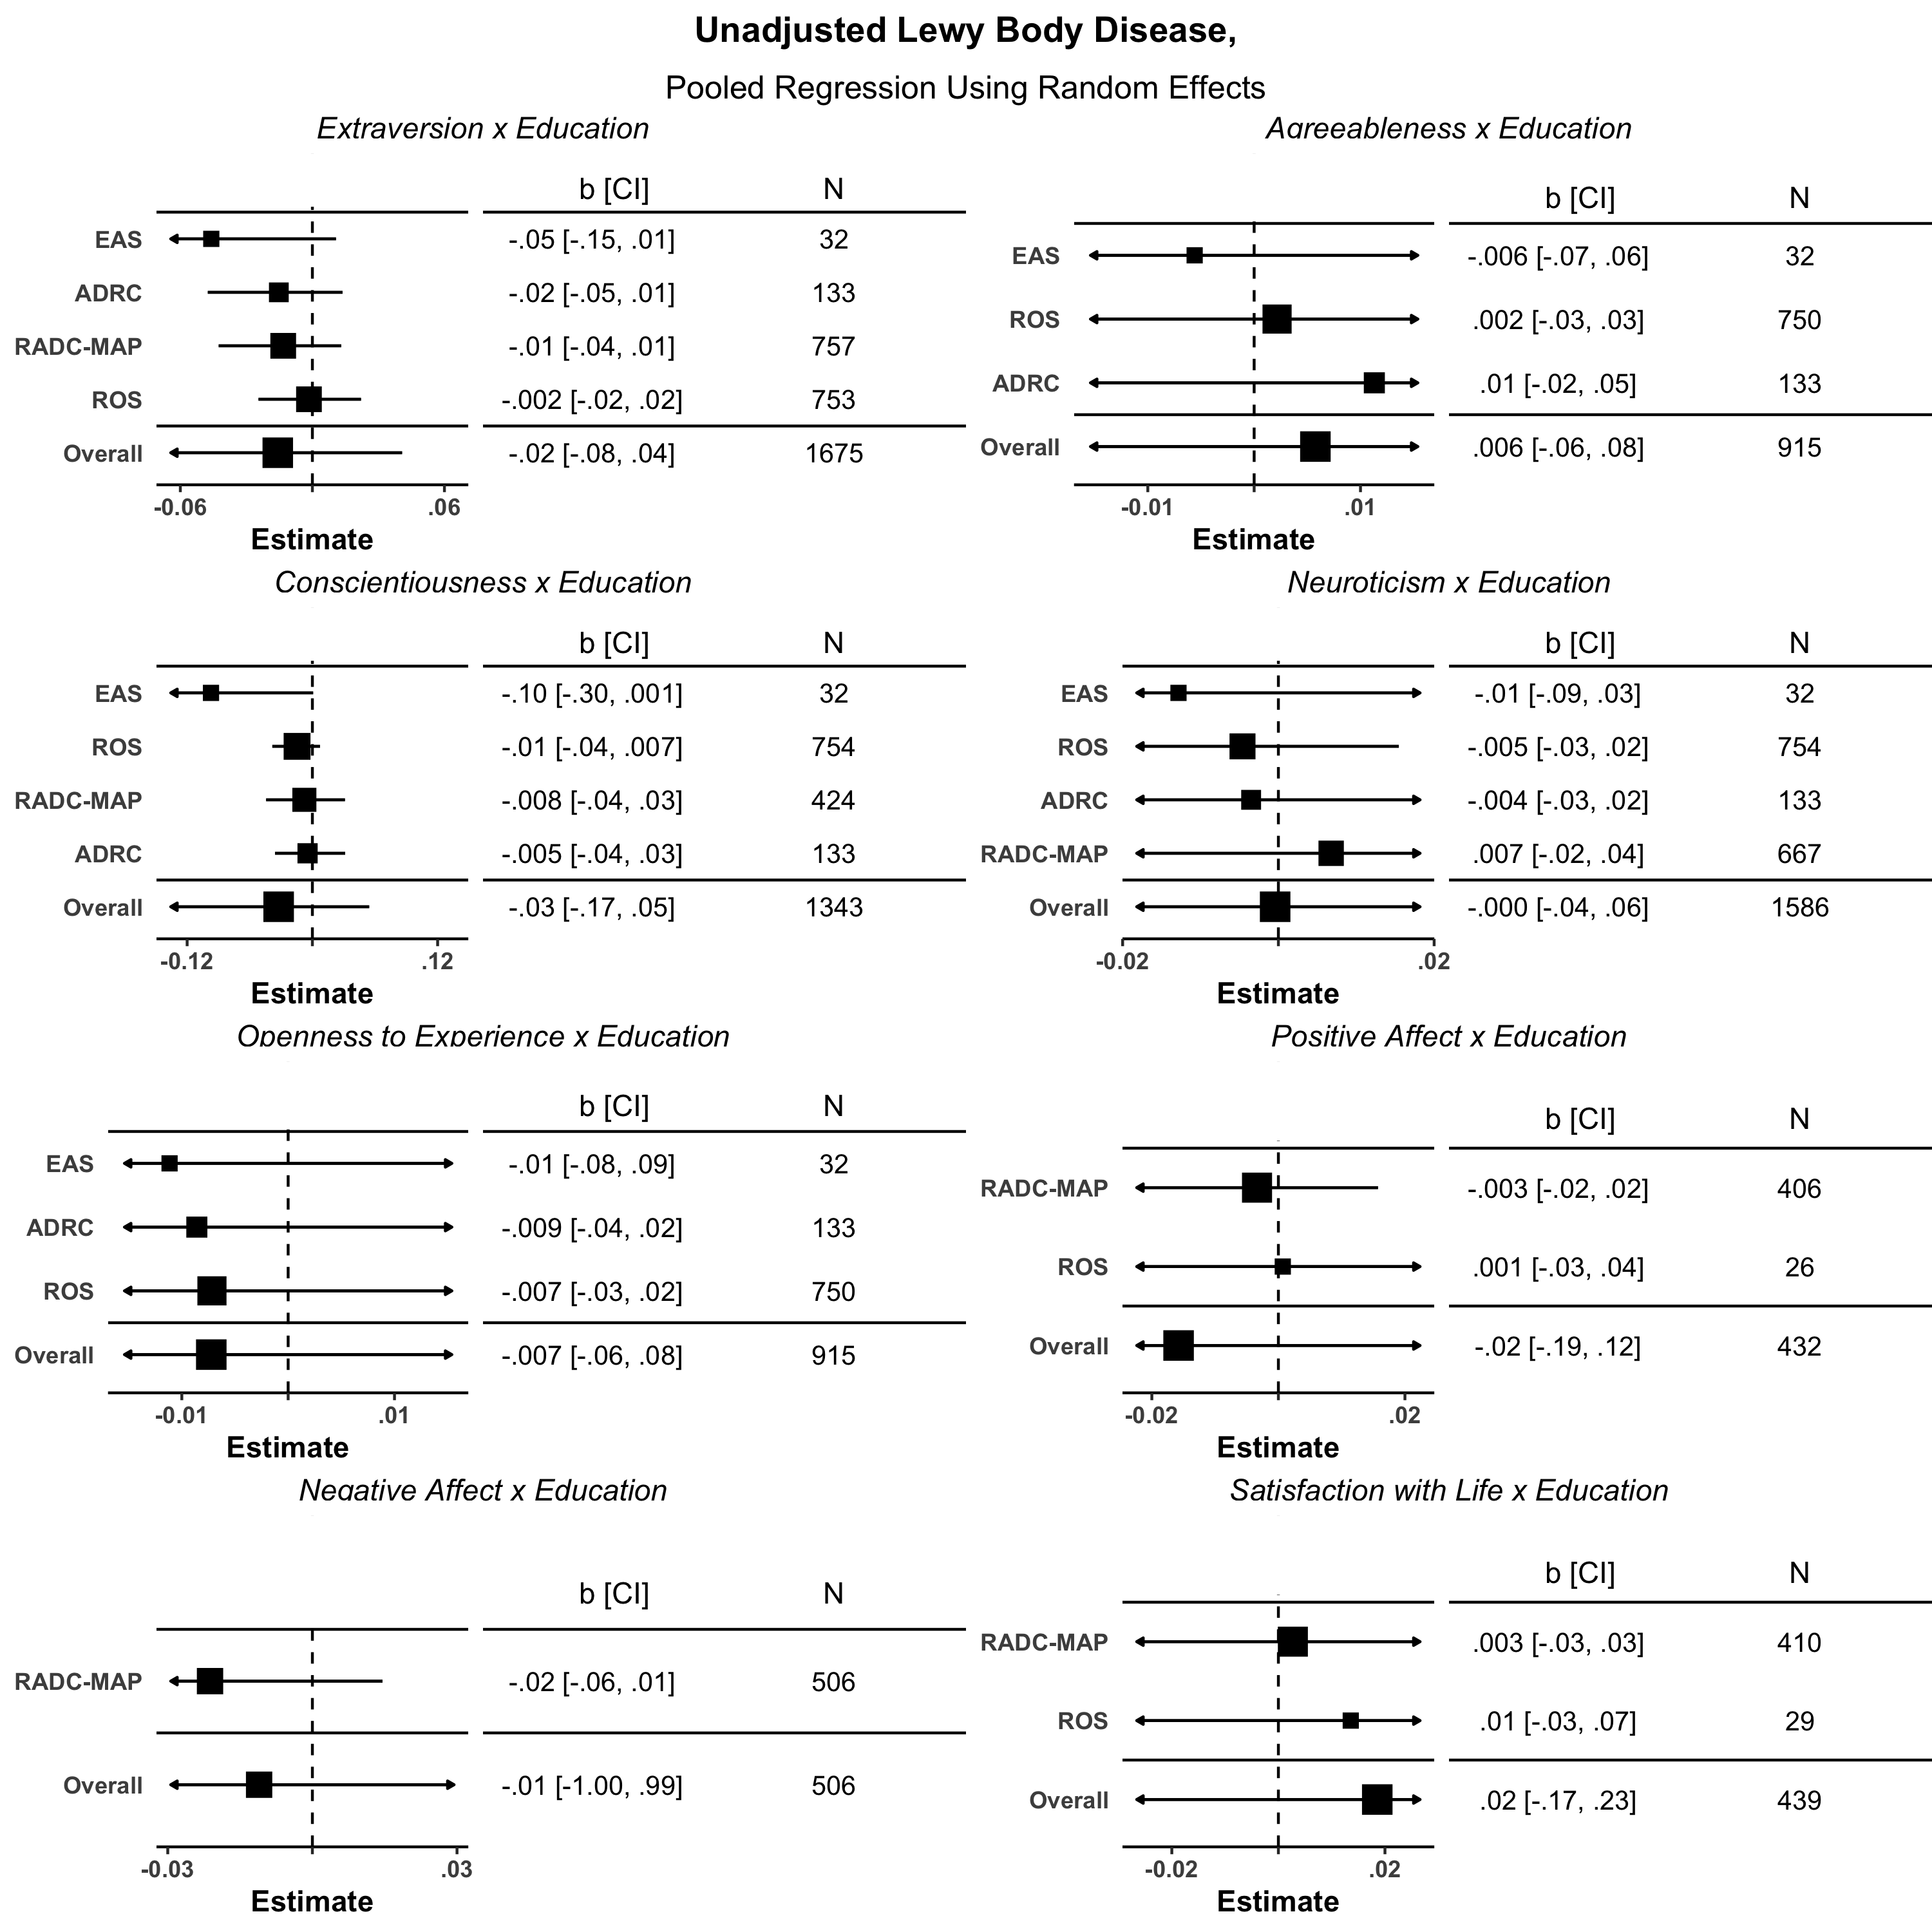 Unadjusted Lewy Body Disease,
Pooled Regression Using Random Effects
Extraversion x Education
b [CI] N
EAS -.05 [-.15, .01] 32
ADRC -.02 [-.05, .01] 133
RADC-MAP -.01 [-.04, .01] 757
ROS -.002 [-.02, .02] 753
Overall -.02 [-.08, .04] 1675
-0.06 .06
Estimate
Agreeableness x Education
b [CI] N
EAS -.006 [-.07, .06] 32
ROS .002 [-.03, .03] 750
ADRC .01 [-.02, .05] 133
Overall .006 [-.06, .08] 915
-0.01 .01
Estimate
Conscientiousness x Education
b [CI] N
EAS -.10 [-.30, .001] 32
ROS -.01 [-.04, .007] 754
RADC-MAP -.008 [-.04, .03] 424
ADRC -.005 [-.04, .03] 133
Overall -.03 [-.17, .05] 1343
-0.12 .12
Estimate
Neuroticism x Education
b [CI] N
EAS -.01 [-.09, .03] 32
ROS -.005 [-.03, .02] 754
ADRC -.004 [-.03, .02] 133
RADC-MAP .007 [-.02, .04] 667
Overall -.000 [-.04, .06] 1586
-0.02 .02
Estimate
Openness to Experience x Education
b [CI] N
EAS -.01 [-.08, .09] 32
ADRC -.009 [-.04, .02] 133
ROS -.007 [-.03, .02] 750
Overall -.007 [-.06, .08] 915
-0.01 .01
Estimate
Positive Affect x Education
b [CI] N
RADC-MAP -.003 [-.02, .02] 406
ROS .001 [-.03, .04] 26
Overall -.02 [-.19, .12] 432
-0.02 .02
Estimate
Negative Affect x Education
b [CI] N
RADC-MAP -.02 [-.06, .01] 506
Overall -.01 [-1.00, .99] 506
-0.03 .03
Estimate
Satisfaction with Life x Education
b [CI] N
RADC-MAP .003 [-.03, .03] 410
ROS .01 [-.03, .07] 29
Overall .02 [-.17, .23] 439
-0.02 .02
Estimate